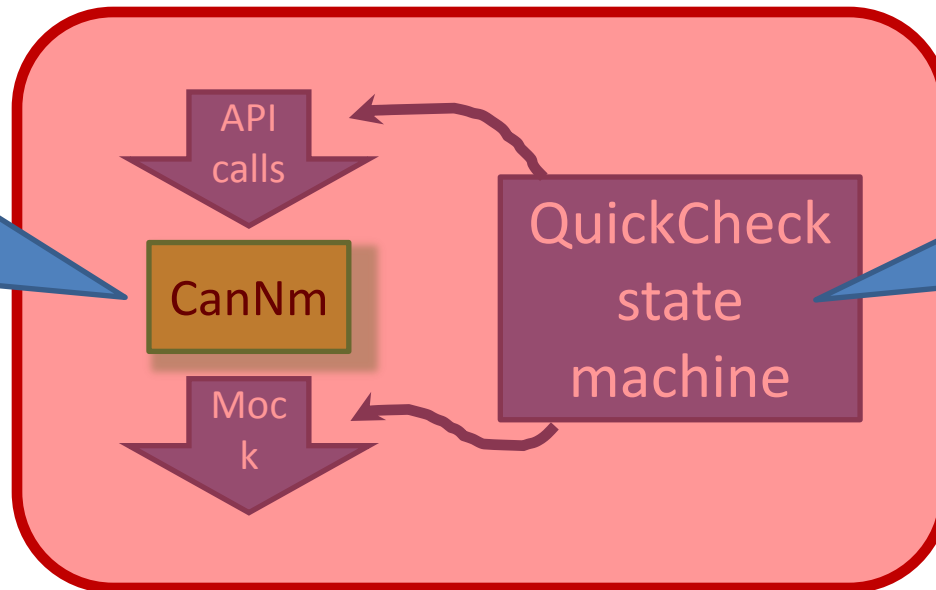 API
calls
CanNm
Moc
k
QuickCheck
state
machine